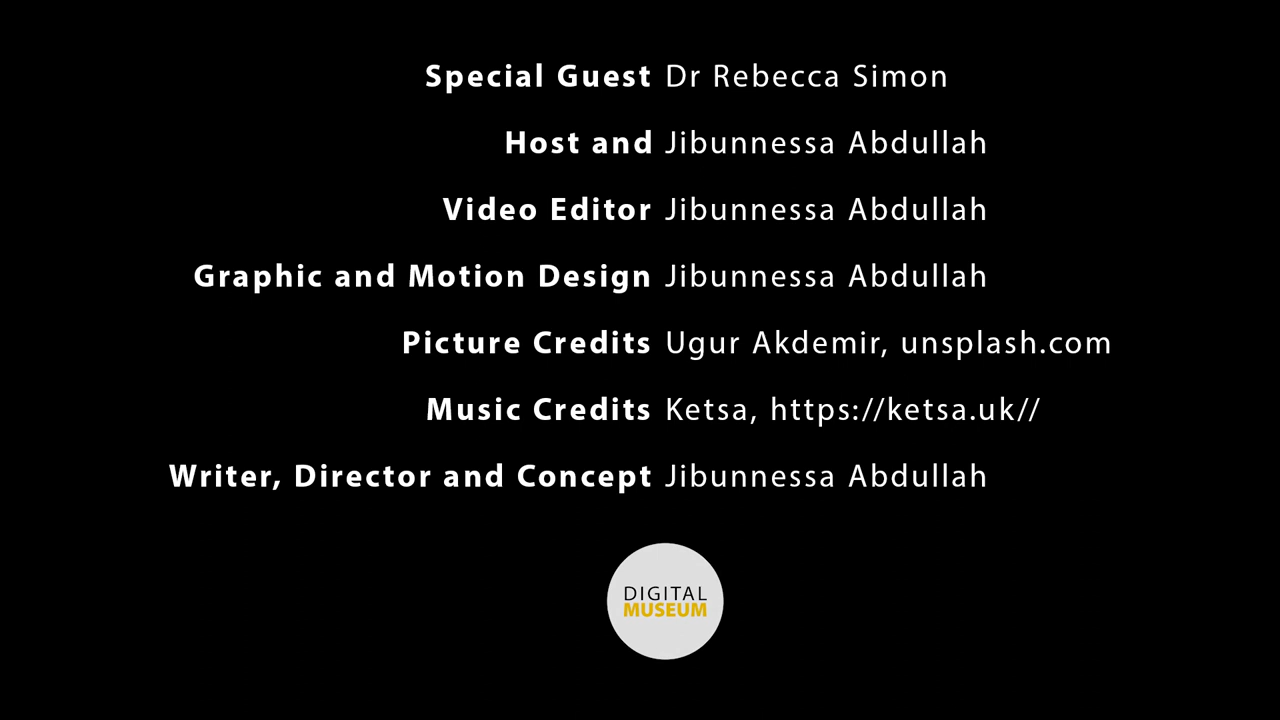 Special Guest Dr Rebecca Simon
Host and Jibunnessa Abdullah
Video Editor Jibunnessa Abdullah
Graphic and Motion Design Jibunnessa Abdullah
Picture Credits Ugur Akdemir, unsplash.com
Music Credits Ketsa, https://ketsa.uk//
Writer, Director and Concept Jibunnessa Abdullah
DIGITAL
MUSEUM